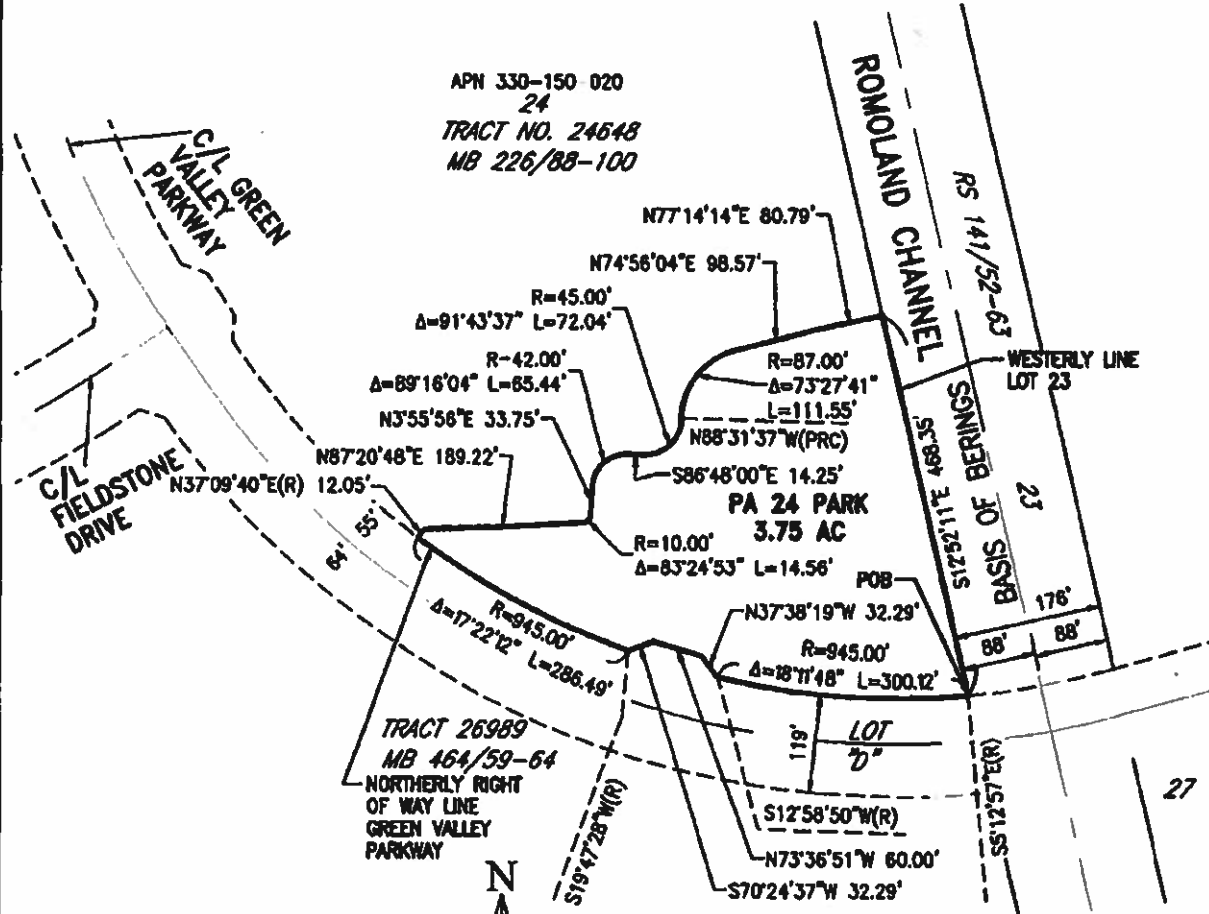 APN 330-150-020
24
TRACT NO. 24648
MB 226/88-100
C/L GREEN
VALLEY
PARKWAY
ROMOLAND CHANNEL
RS 141/52-63
N77°14'14"E 80.79'
N74°56'04"E 98.57'
R=45.00'
Δ=91°43'37" L=72.04'
R=42.00'
Δ=89°16'04" L=65.44'
N3°55'56"E 33.75'
N87°20'48"E 189.22'
N37°09'40"E(R) 12.05'
R=87.00'
Δ=73°27'41"
L=111.55'
N88°31'37"W(PRC)
S86°48'00"E 14.25'
WESTERLY LINE
LOT 23
BASIS OF BERINGS
23
S12°52'11"E 468.35'
PA 24 PARK
3.75 AC
C/L
FIELDSTONE
DRIVE
55'
64'
R=10.00'
Δ=83°24'53" L=14.56'
POB
176'
88'
88'
N37°38'19"W 32.29'
R=945.00'
Δ=17°22'12" L=286.49'
R=945.00'
Δ=18°11'48" L=300.12'
TRACT 26989
MB 464/59-64
NORTHERLY RIGHT
OF WAY LINE
GREEN VALLEY
PARKWAY
119'
LOT
"D"
S19°47'28"W(R)
S12°58'50"W(R)
S5°12'57"E(R)
27
N73°36'51"W 60.00'
S70°24'37"W 32.29'
N